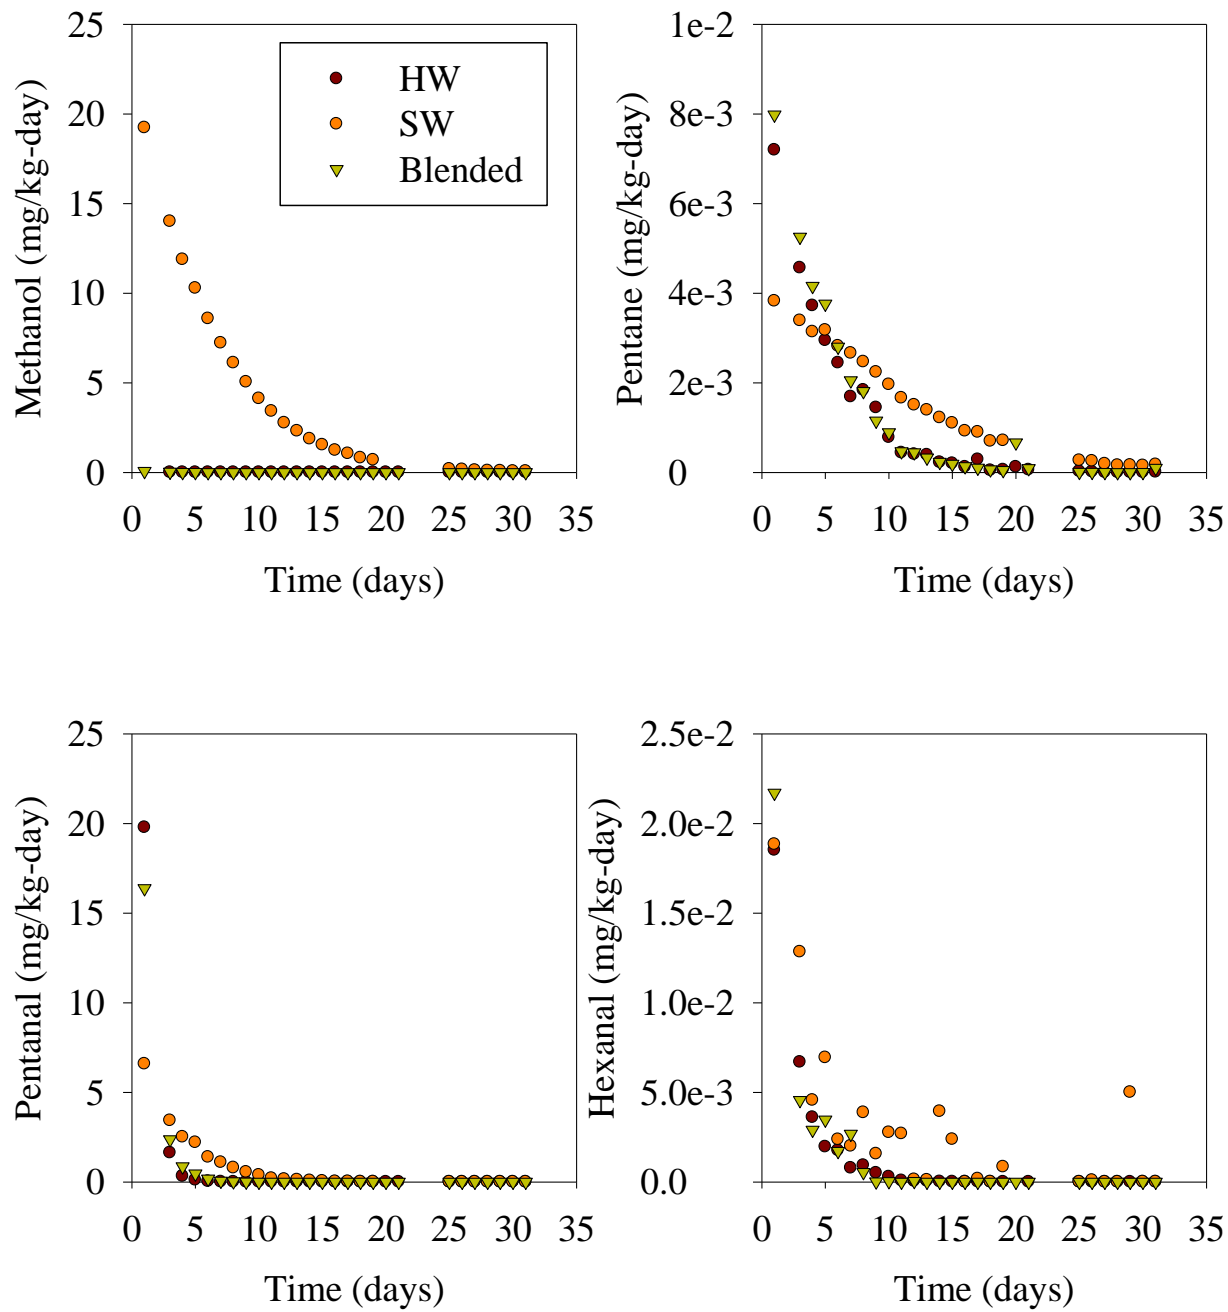 Methanol (mg/kg-day)
25
20
15
10
5
0
HW
SW
Blended
0 5 10 15 20 25 30 35
Time (days)
Pentane (mg/kg-day)
1e-2
8e-3
6e-3
4e-3
2e-3
0
0 5 10 15 20 25 30 35
Time (days)
Pentanal (mg/kg-day)
25
20
15
10
5
0
0 5 10 15 20 25 30 35
Time (days)
Hexanal (mg/kg-day)
2.5e-2
2.0e-2
1.5e-2
1.0e-2
5.0e-3
0.0
0 5 10 15 20 25 30 35
Time (days)